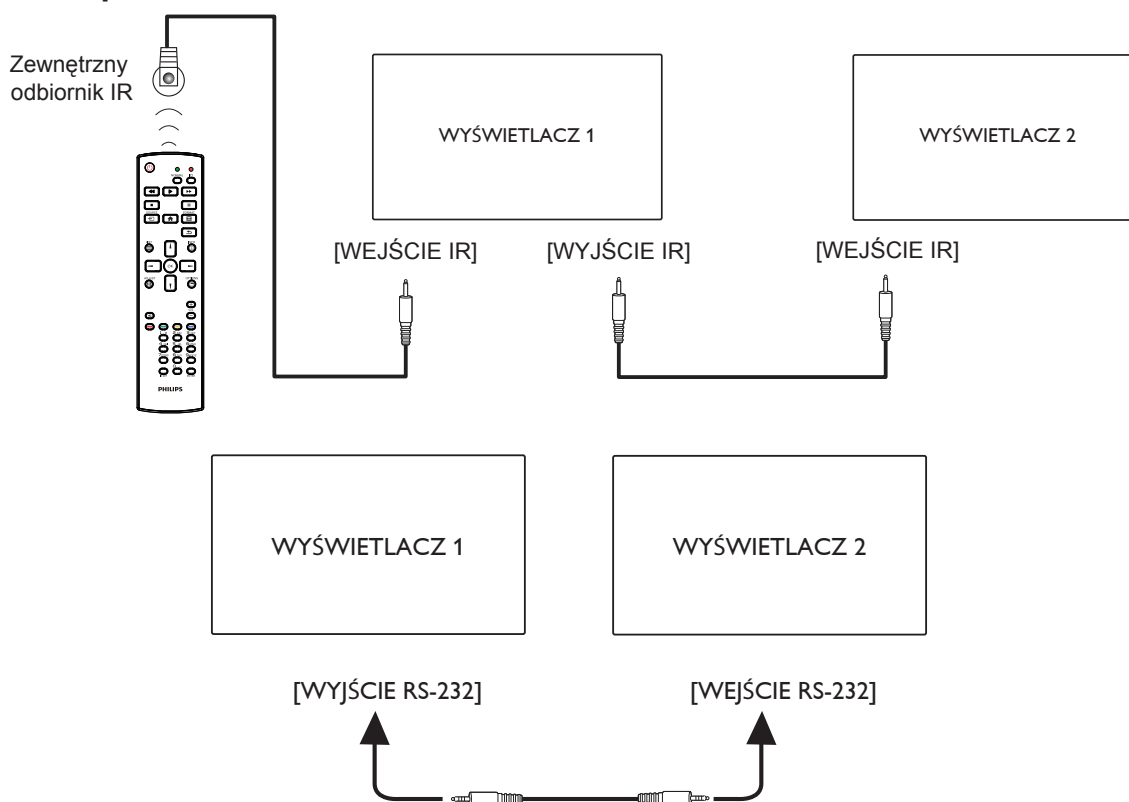 Zewnętrzny
odbiornik IR
WYŚWIETLACZ 1
WYŚWIETLACZ 2
[WEJŚCIE IR]
[WYJŚCIE IR]
[WEJŚCIE IR]
PHILIPS
WYŚWIETLACZ 1
WYŚWIETLACZ 2
[WYJŚCIE RS-232]
[WEJŚCIE RS-232]